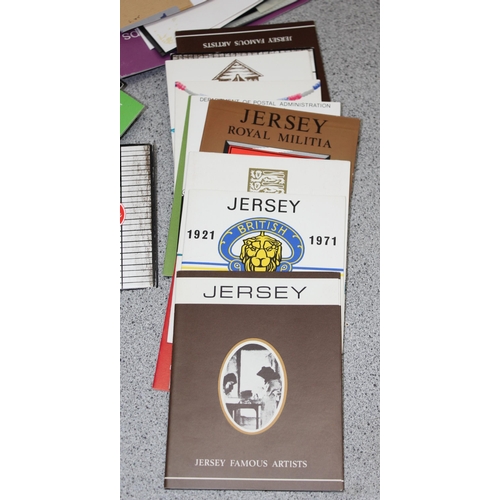 JERSEY FAMOUS ARTISTS
DEPARTMENT OF POSTAL ADMINISTRATION
JERSEY
ROYAL MILITIA
JERSEY
1921 BRITISH 1971
JERSEY
JERSEY FAMOUS ARTISTS